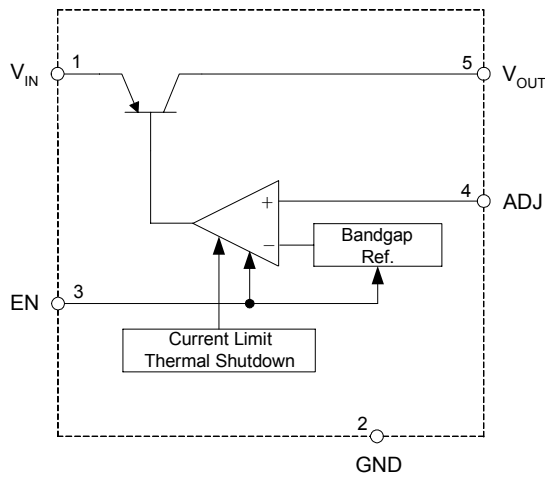 V_IN 1 5 V_OUT
4 ADJ
+
−
Bandgap
Ref.
EN 3
Current Limit
Thermal Shutdown
2
GND